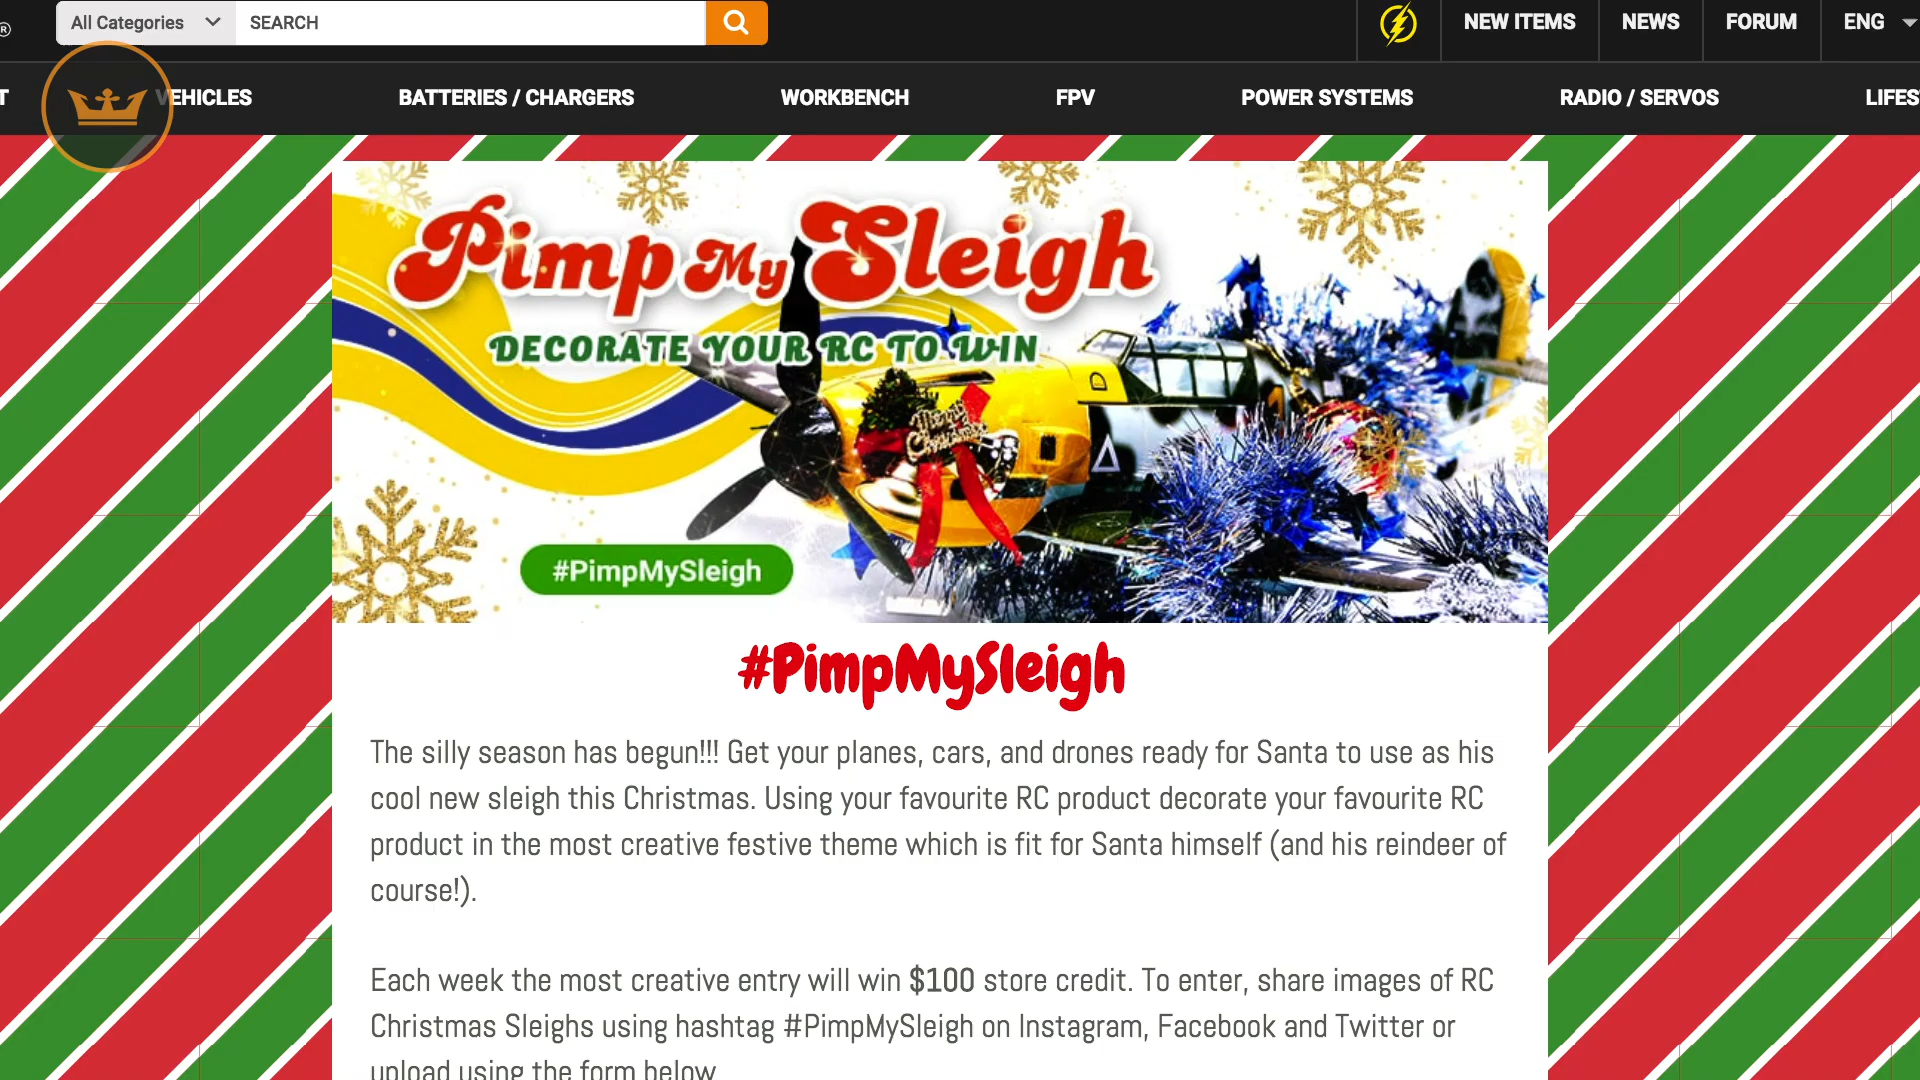 ®
All Categories
SEARCH
NEW ITEMS
NEWS
FORUM
ENG
T
VEHICLES
BATTERIES / CHARGERS
WORKBENCH
FPV
POWER SYSTEMS
RADIO / SERVOS
LIFES
Pimp My Sleigh
DECORATE YOUR RC TO WIN
Merry
Christmas
#PimpMySleigh
#PimpMySleigh
The silly season has begun!!! Get your planes, cars, and drones ready for Santa to use as his
cool new sleigh this Christmas. Using your favourite RC product decorate your favourite RC
product in the most creative festive theme which is fit for Santa himself (and his reindeer of
course!).
Each week the most creative entry will win $100 store credit. To enter, share images of RC
Christmas Sleighs using hashtag #PimpMySleigh on Instagram, Facebook and Twitter or
upload using the form below